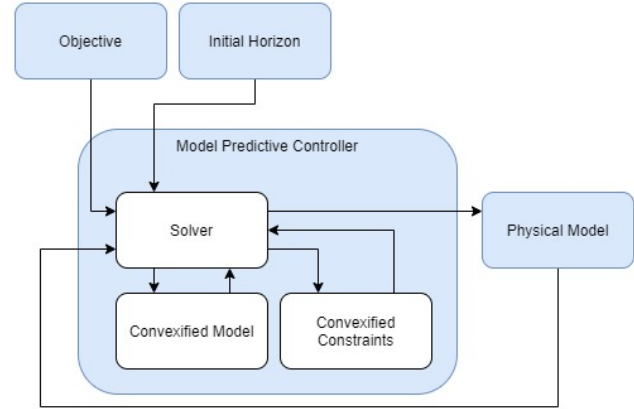 Objective
Initial Horizon
Model Predictive Controller
Solver
Physical Model
Convexified Model
Convexified
Constraints